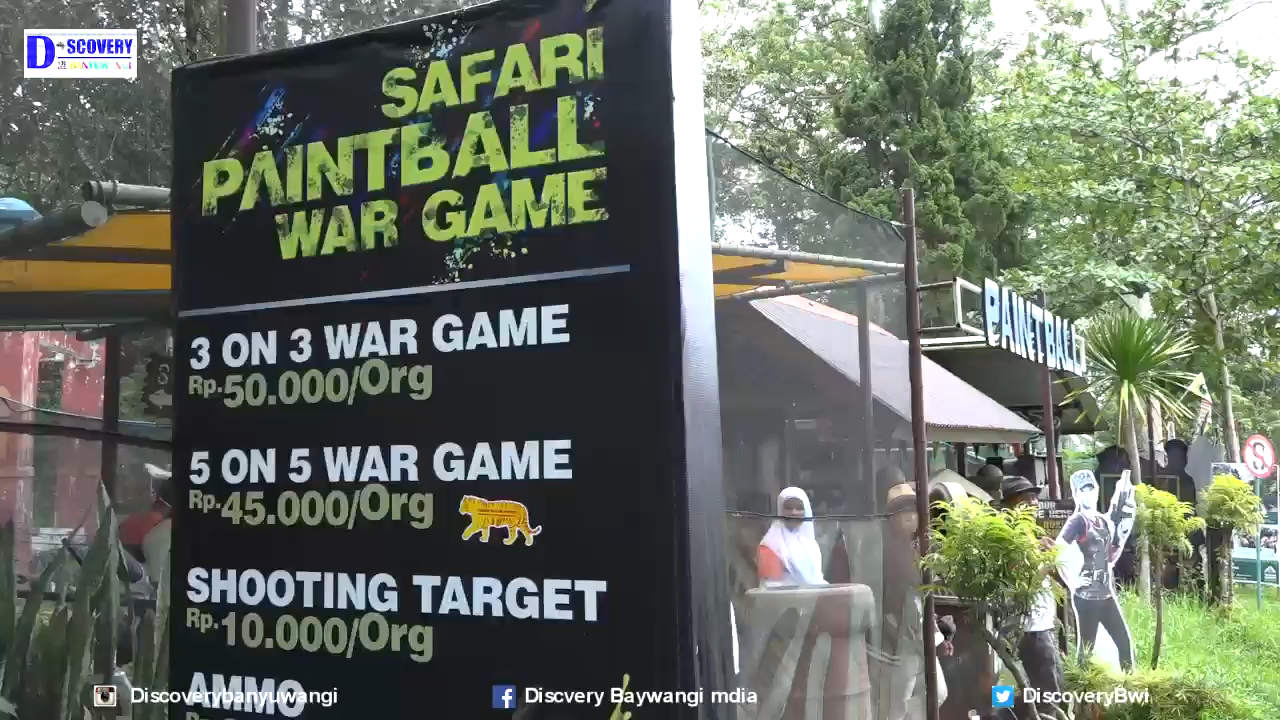 DISCOVERY
SAFARI
PAINTBALL
WAR GAME
3 ON 3 WAR GAME
Rp.50.000/Org
5 ON 5 WAR GAME
Rp.45.000/Org
SHOOTING TARGET
Rp.10.000/Org
AMMO
PAINTBALL
S
Discoverybanyuwangi
Discvery Baywangi mdia
DiscoveryBwi